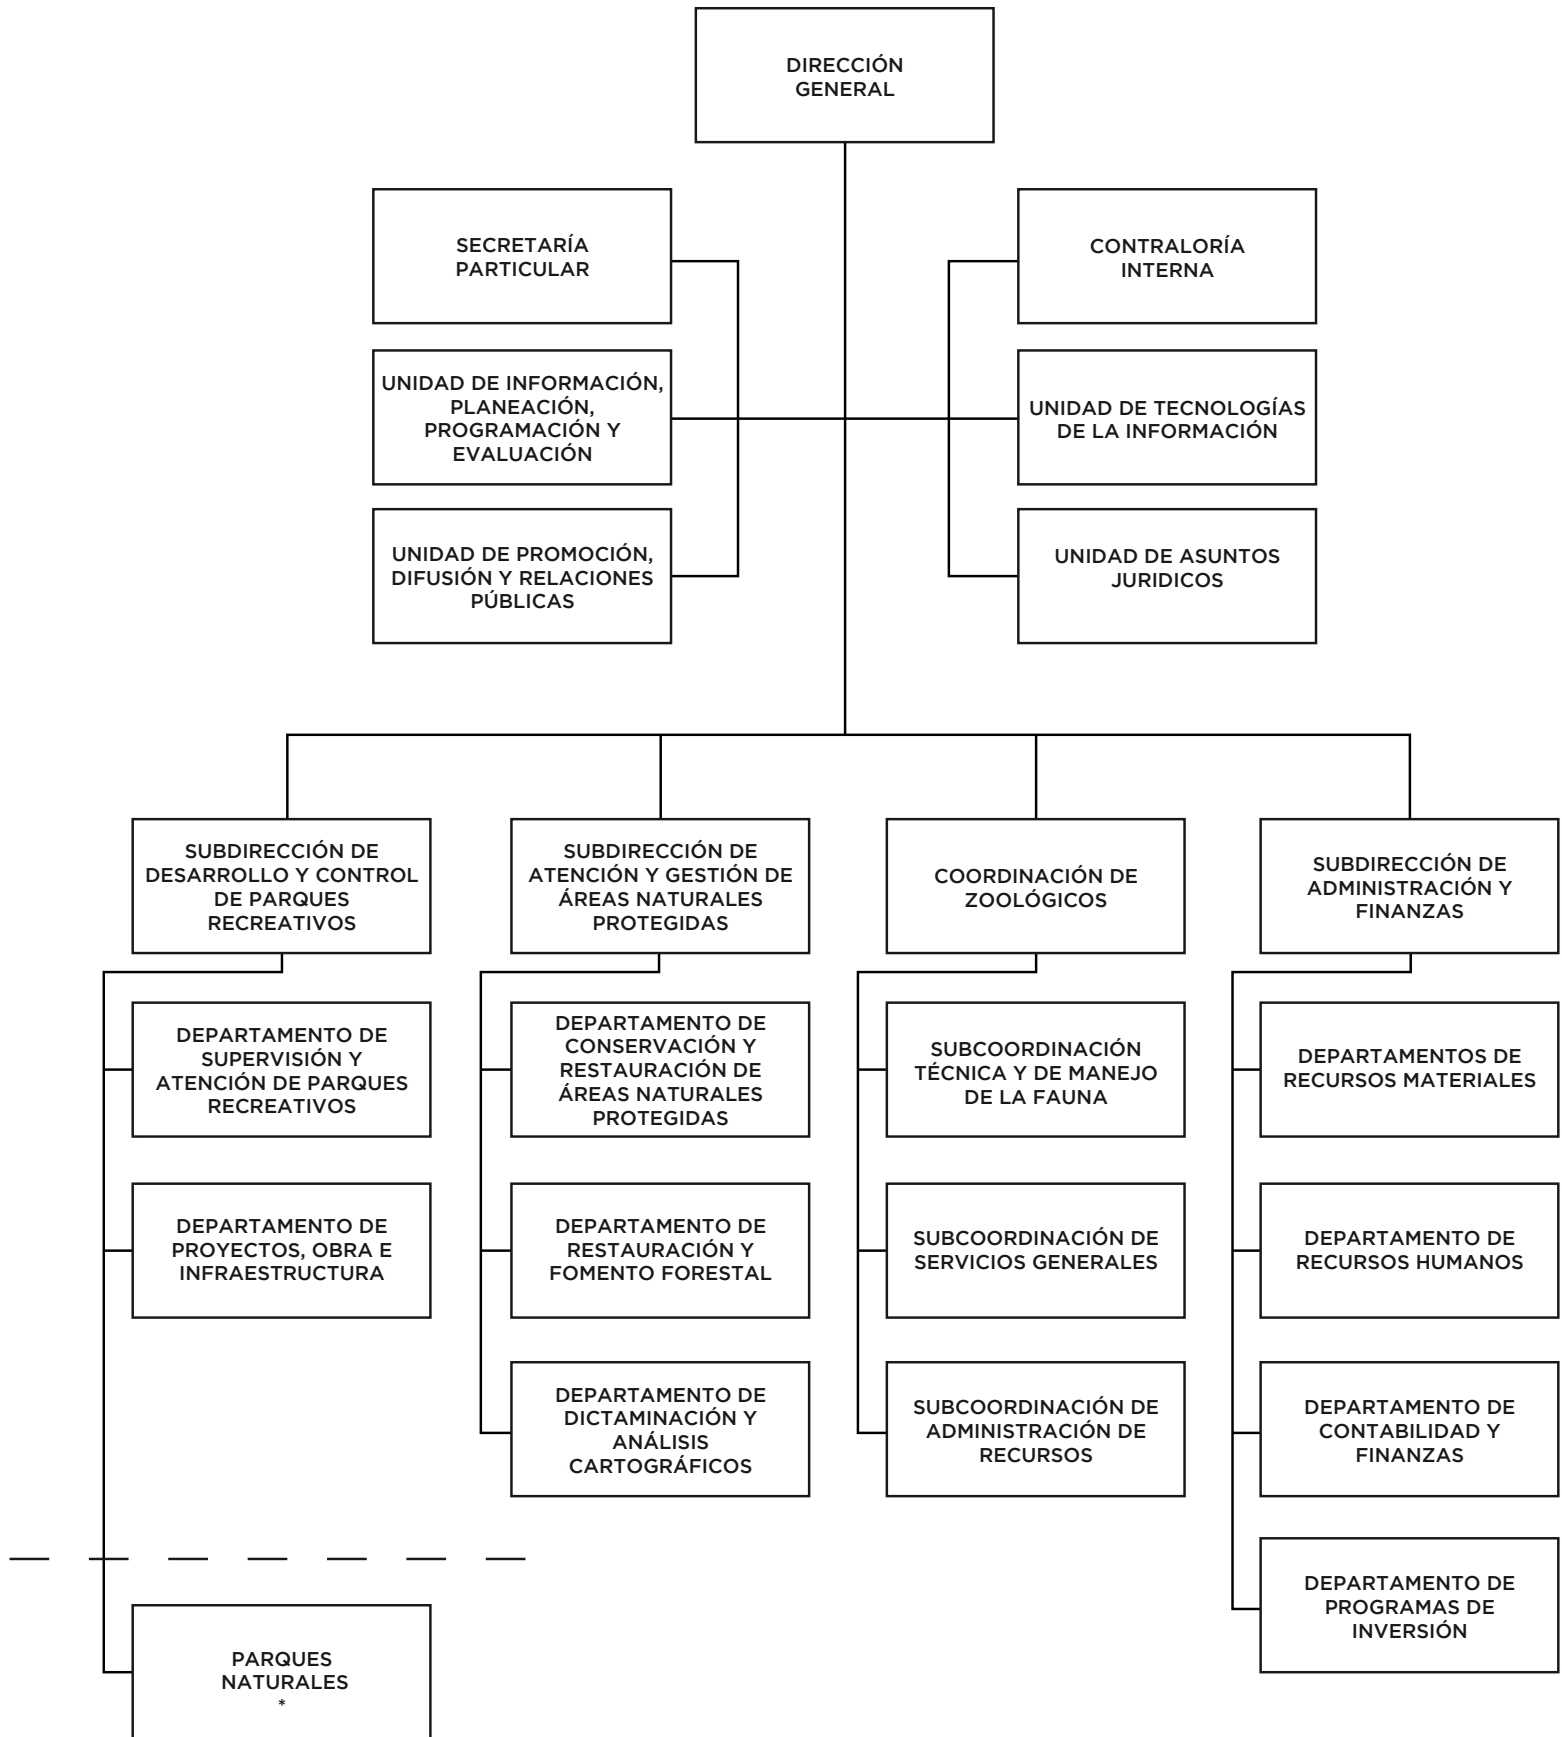 DIRECCIÓN
GENERAL
SECRETARÍA
PARTICULAR
CONTRALORÍA
INTERNA
UNIDAD DE INFORMACIÓN,
PLANEACIÓN,
PROGRAMACIÓN Y
EVALUACIÓN
UNIDAD DE TECNOLOGÍAS
DE LA INFORMACIÓN
UNIDAD DE PROMOCIÓN,
DIFUSIÓN Y RELACIONES
PÚBLICAS
UNIDAD DE ASUNTOS
JURIDICOS
SUBDIRECCIÓN DE
DESARROLLO Y CONTROL
DE PARQUES
RECREATIVOS
SUBDIRECCIÓN DE
ATENCIÓN Y GESTIÓN DE
ÁREAS NATURALES
PROTEGIDAS
COORDINACIÓN DE
ZOOLÓGICOS
SUBDIRECCIÓN DE
ADMINISTRACIÓN Y
FINANZAS
DEPARTAMENTO DE
SUPERVISIÓN Y
ATENCIÓN DE PARQUES
RECREATIVOS
DEPARTAMENTO DE
CONSERVACIÓN Y
RESTAURACIÓN DE
ÁREAS NATURALES
PROTEGIDAS
SUBCOORDINACIÓN
TÉCNICA Y DE MANEJO
DE LA FAUNA
DEPARTAMENTOS DE
RECURSOS MATERIALES
DEPARTAMENTO DE
PROYECTOS, OBRA E
INFRAESTRUCTURA
DEPARTAMENTO DE
RESTAURACIÓN Y
FOMENTO FORESTAL
SUBCOORDINACIÓN DE
SERVICIOS GENERALES
DEPARTAMENTO DE
RECURSOS HUMANOS
DEPARTAMENTO DE
DICTAMINACIÓN Y
ANÁLISIS
CARTOGRÁFICOS
SUBCOORDINACIÓN DE
ADMINISTRACIÓN DE
RECURSOS
DEPARTAMENTO DE
CONTABILIDAD Y
FINANZAS
DEPARTAMENTO DE
PROGRAMAS DE
INVERSIÓN
PARQUES
NATURALES
*